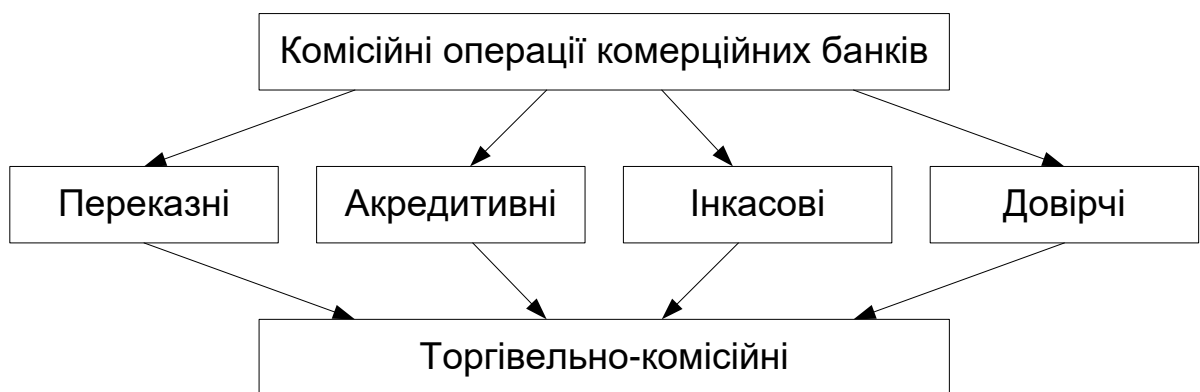 Комісійні операції комерційних банків
Переказні
Акредитивні
Інкасові
Довірчі
Торгівельно-комісійні